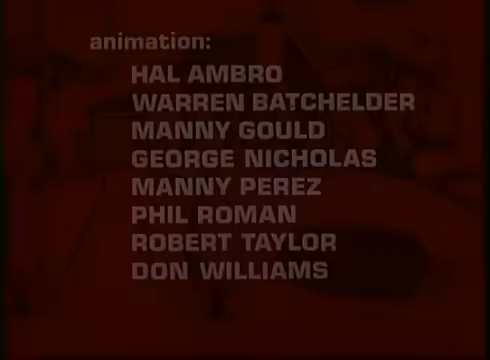 animation:
HAL AMBRO
WARREN BATCHELDER
MANNY GOULD
GEORGE NICHOLAS
MANNY PEREZ
PHIL ROMAN
ROBERT TAYLOR
DON WILLIAMS